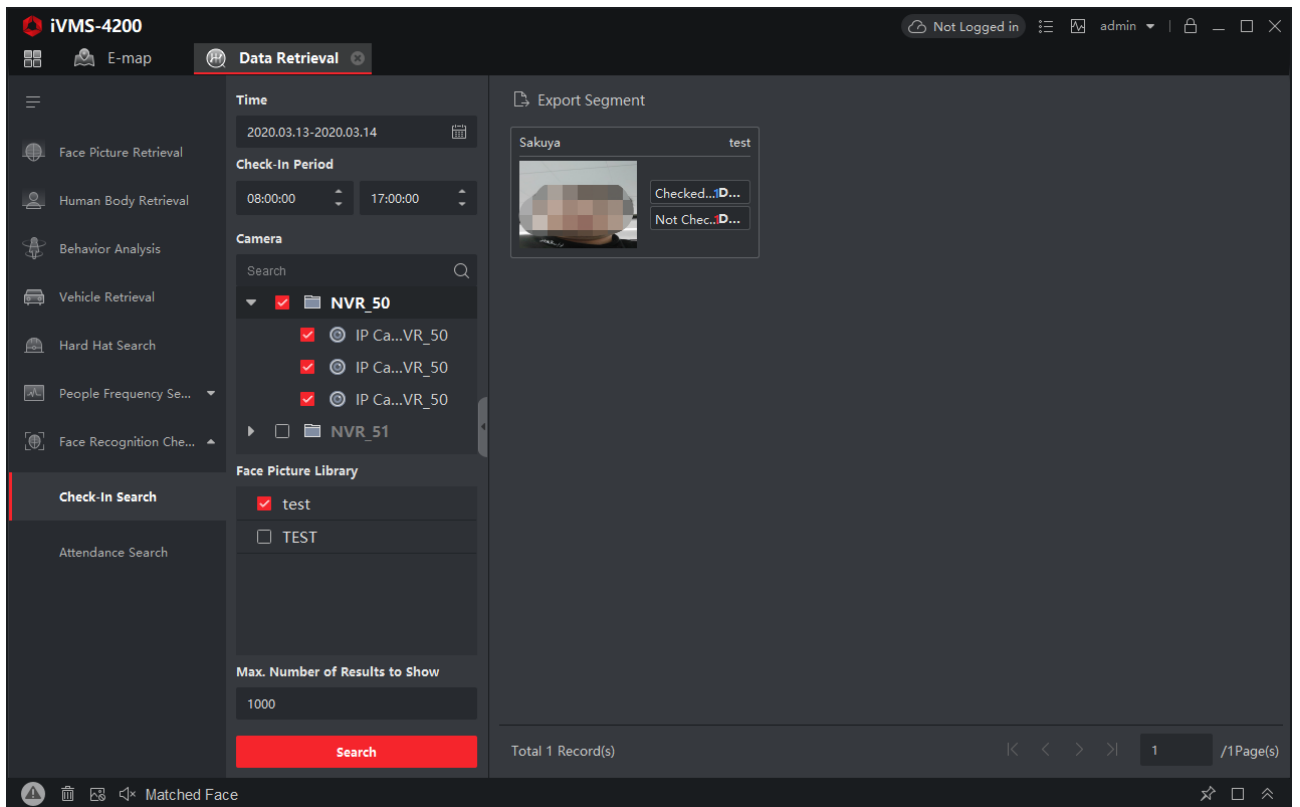 iVMS-4200
Not Logged in
admin
E-map
Data Retrieval
Face Picture Retrieval
Human Body Retrieval
Behavior Analysis
Vehicle Retrieval
Hard Hat Search
People Frequency Se...
Face Recognition Che...
Check-In Search
Attendance Search
Time
2020.03.13-2020.03.14
Check-In Period
08:00:00 17:00:00
Camera
Search
NVR_50
IP Ca...VR_50
IP Ca...VR_50
IP Ca...VR_50
NVR_51
Face Picture Library
test
TEST
Max. Number of Results to Show
1000
Search
Export Segment
Sakuya test
Checked...1D...
Not Chec..1D...
Total 1 Record(s)
1 /1Page(s)
Matched Face